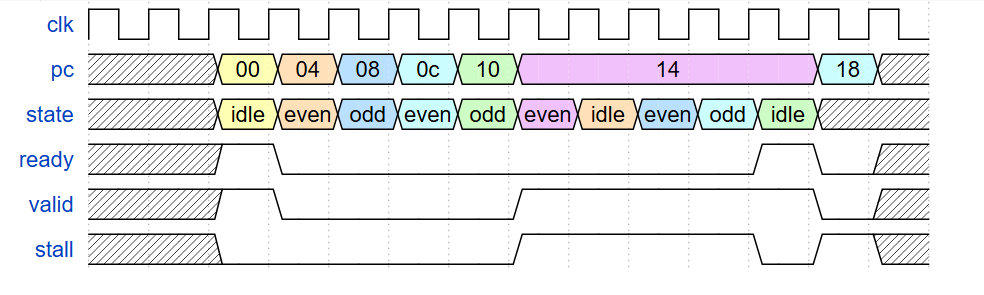 clk
pc 00 04 08 0c 10 14 18
state idle even odd even odd even idle even odd idle
ready
valid
stall